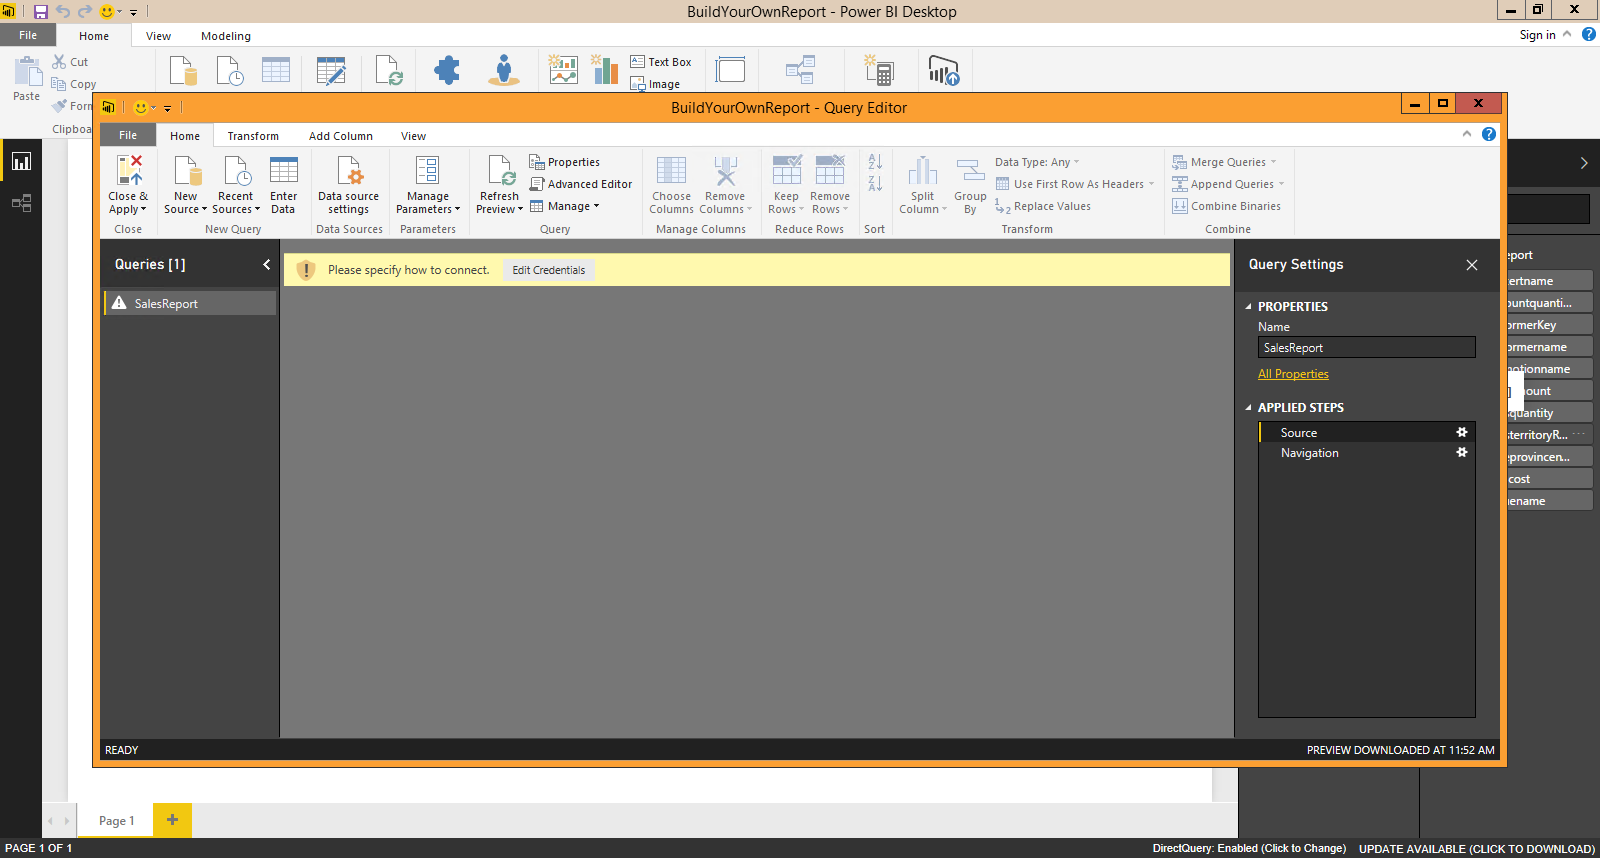 BuildYourOwnReport - Power BI Desktop
File Home View Modeling Sign in
Paste Cut Copy Text Box Image
BuildYourOwnReport - Query Editor
File Home Transform Add Column View
Close & Apply New Source Recent Sources Enter Data Data source settings Manage Parameters Refresh Preview Properties Advanced Editor Manage Choose Columns Remove Columns Keep Rows Remove Rows Split Column Group By Data Type: Any Use First Row As Headers Replace Values Merge Queries Append Queries Combine Binaries
Close New Query Data Sources Parameters Query Manage Columns Reduce Rows Sort Transform Combine
Queries [1]
SalesReport
Please specify how to connect. Edit Credentials
Query Settings
PROPERTIES
Name
SalesReport
All Properties
APPLIED STEPS
Source
Navigation
READY PREVIEW DOWNLOADED AT 11:52 AM
Page 1
PAGE 1 OF 1 DirectQuery: Enabled (Click to Change) UPDATE AVAILABLE (CLICK TO DOWNLOAD)